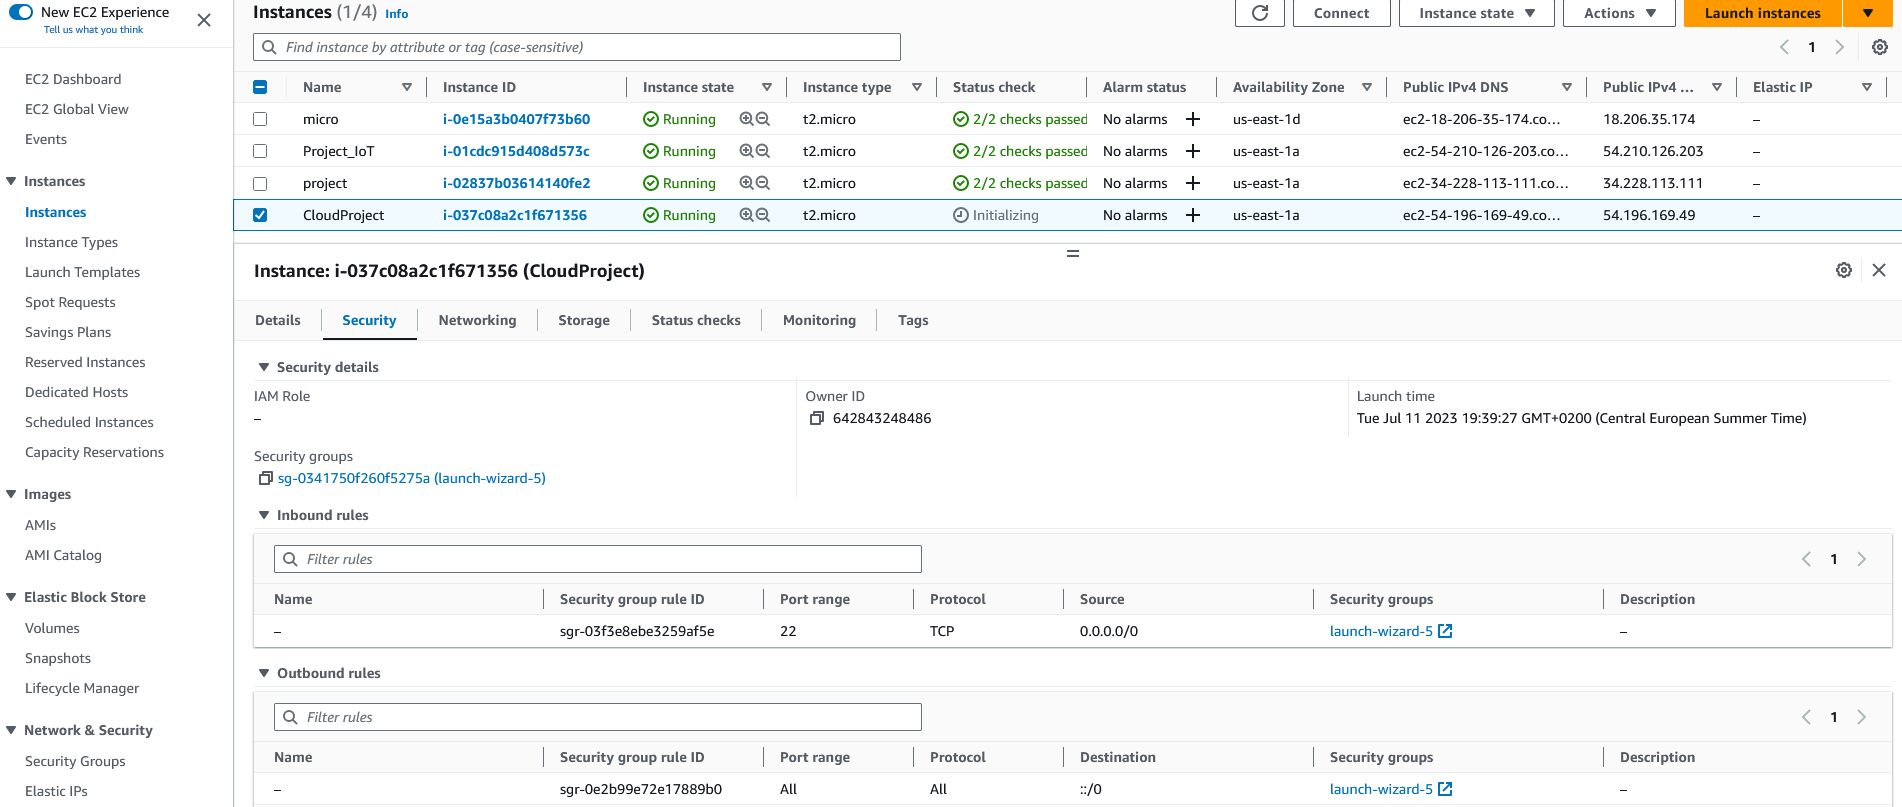 New EC2 Experience
Tell us what you think
EC2 Dashboard
EC2 Global View
Events
Instances
Instances
Instance Types
Launch Templates
Spot Requests
Savings Plans
Reserved Instances
Dedicated Hosts
Scheduled Instances
Capacity Reservations
Images
AMIs
AMI Catalog
Elastic Block Store
Volumes
Snapshots
Lifecycle Manager
Network & Security
Security Groups
Elastic IPs
Instances (1/4) Info
Connect Instance state Actions Launch instances
Find instance by attribute or tag (case-sensitive)
1
Name Instance ID Instance state Instance type Status check Alarm status Availability Zone Public IPv4 DNS Public IPv4 ... Elastic IP
micro i-0e15a3b0407f73b60 Running t2.micro 2/2 checks passed No alarms + us-east-1d ec2-18-206-35-174.co... 18.206.35.174 –
Project_IoT i-01cdc915d408d573c Running t2.micro 2/2 checks passed No alarms + us-east-1a ec2-54-210-126-203.co... 54.210.126.203 –
project i-02837b03614140fe2 Running t2.micro 2/2 checks passed No alarms + us-east-1a ec2-34-228-113-111.co... 34.228.113.111 –
CloudProject i-037c08a2c1f671356 Running t2.micro Initializing No alarms + us-east-1a ec2-54-196-169-49.co... 54.196.169.49 –
Instance: i-037c08a2c1f671356 (CloudProject)
Details Security Networking Storage Status checks Monitoring Tags
Security details
IAM Role Owner ID Launch time
– 642843248486 Tue Jul 11 2023 19:39:27 GMT+0200 (Central European Summer Time)
Security groups
sg-0341750f260f5275a (launch-wizard-5)
Inbound rules
Filter rules 1
Name Security group rule ID Port range Protocol Source Security groups Description
– sgr-03f3e8ebe3259af5e 22 TCP 0.0.0.0/0 launch-wizard-5 –
Outbound rules
Filter rules 1
Name Security group rule ID Port range Protocol Destination Security groups Description
– sgr-0e2b99e72e17889b0 All All ::/0 launch-wizard-5 –